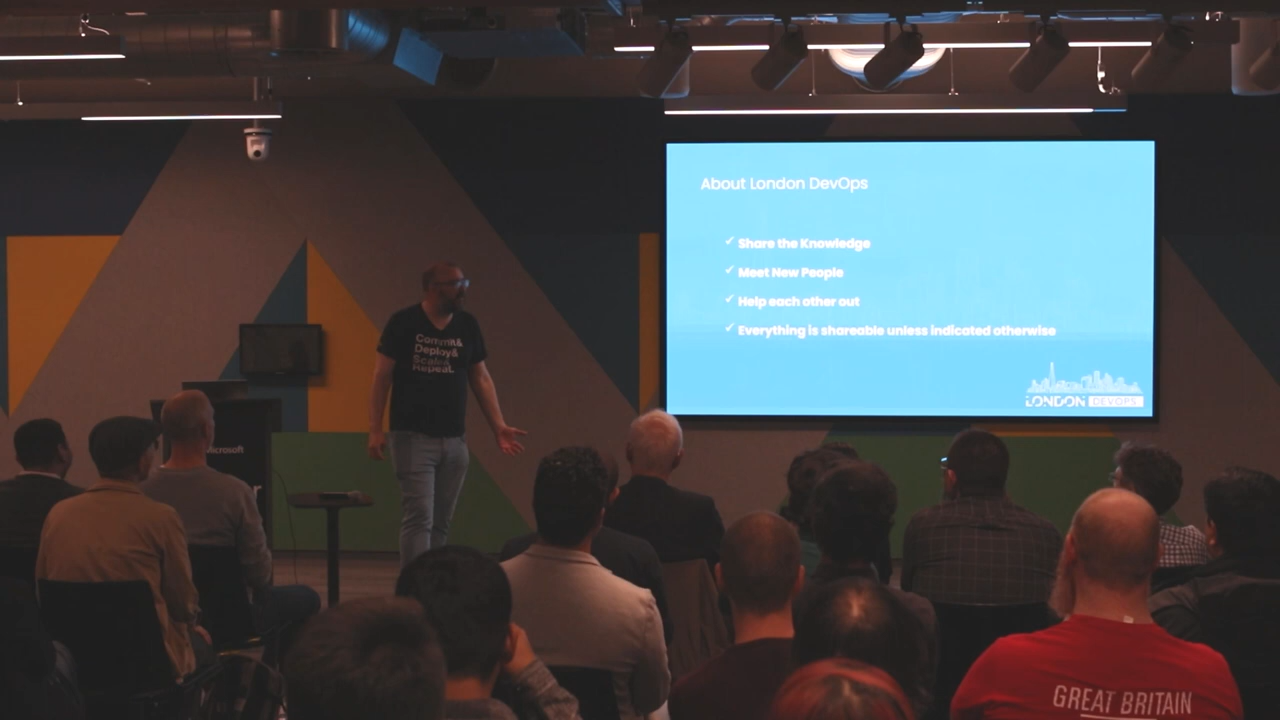 About London DevOps
✓ Share the Knowledge
✓ Meet New People
✓ Help each other out
✓ Everything is shareable unless indicated otherwise
LONDON DEVOPS
Commit&
Deploy&
Scale&
Repeat.
Microsoft
GREAT BRITAIN